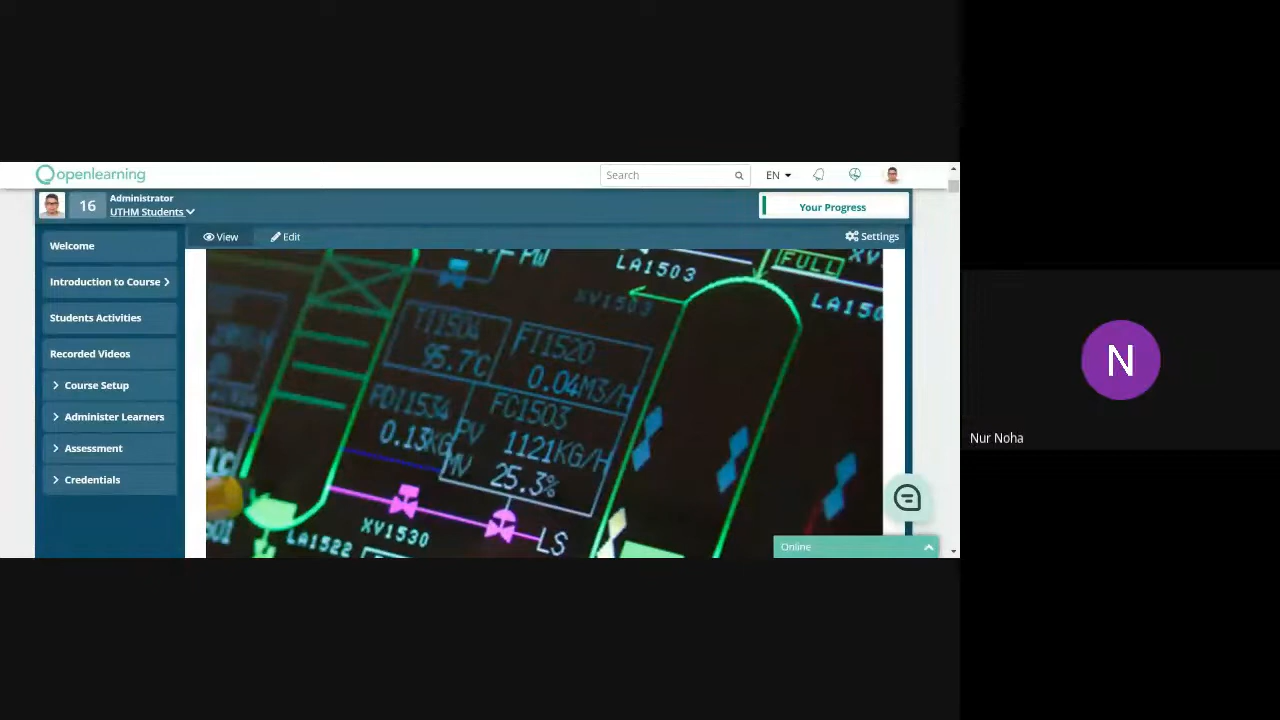 openlearning
Search
EN
16
Administrator
UTHM Students
Your Progress
View
Edit
Settings
Welcome
Introduction to Course
Students Activities
Recorded Videos
Course Setup
Administer Learners
Assessment
Credentials
PW
LA1503
FULL
XV1503
TI1504
95.7C
FI1520
0.04M3/H
FC1503
PV
1121KG/H
MV
25.3%
0.13KG
XV1530
LS
LA1522
Online
N
Nur Noha